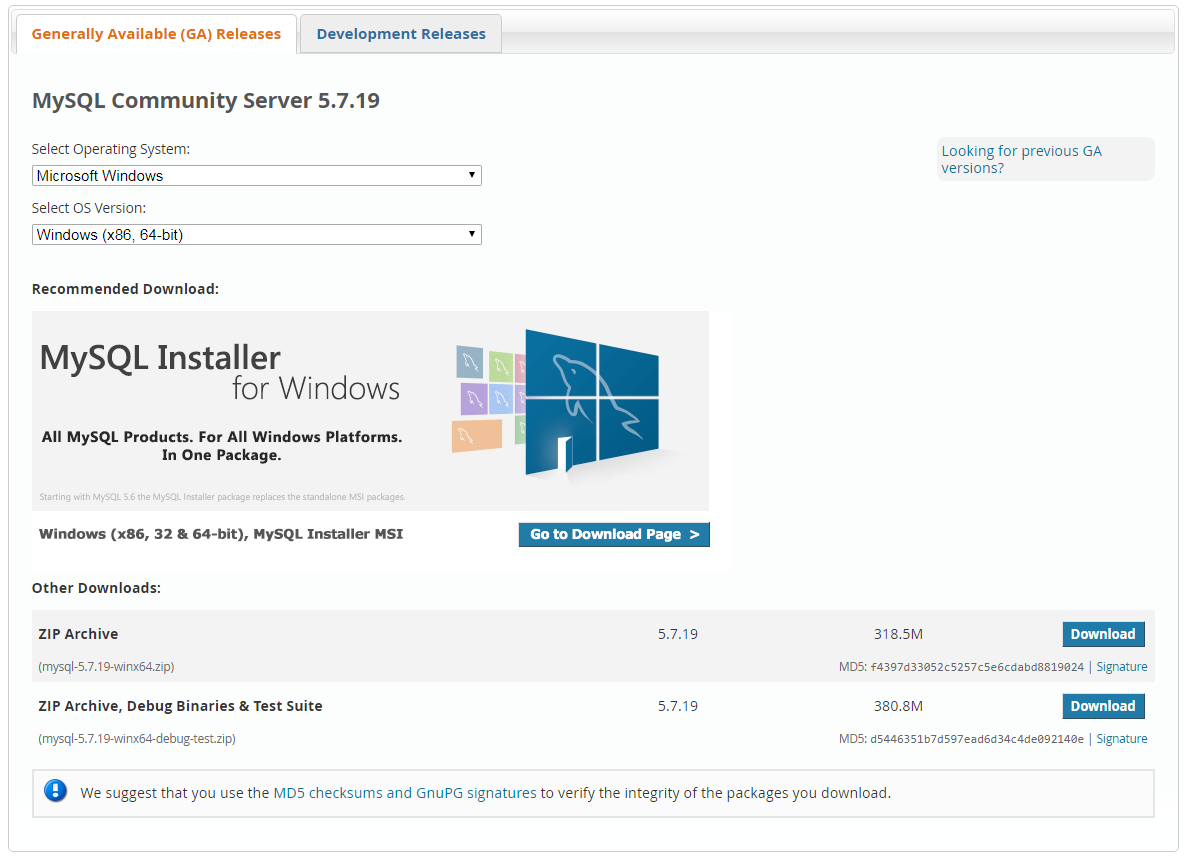 Generally Available (GA) Releases
Development Releases
MySQL Community Server 5.7.19
Select Operating System:
Looking for previous GA
versions?
Microsoft Windows
Select OS Version:
Windows (x86, 64-bit)
Recommended Download:
MySQL Installer
for Windows
All MySQL Products. For All Windows Platforms.
In One Package.
Starting with MySQL 5.6 the MySQL Installer package replaces the standalone MSI packages.
Windows (x86, 32 & 64-bit), MySQL Installer MSI
Go to Download Page >
Other Downloads:
ZIP Archive 5.7.19 318.5M Download
(mysql-5.7.19-winx64.zip) MD5: f4397d33052c5257c5e6cdabd8819024 | Signature
ZIP Archive, Debug Binaries & Test Suite 5.7.19 380.8M Download
(mysql-5.7.19-winx64-debug-test.zip) MD5: d5446351b7d597ead6d34c4de092140e | Signature
We suggest that you use the MD5 checksums and GnuPG signatures to verify the integrity of the packages you download.